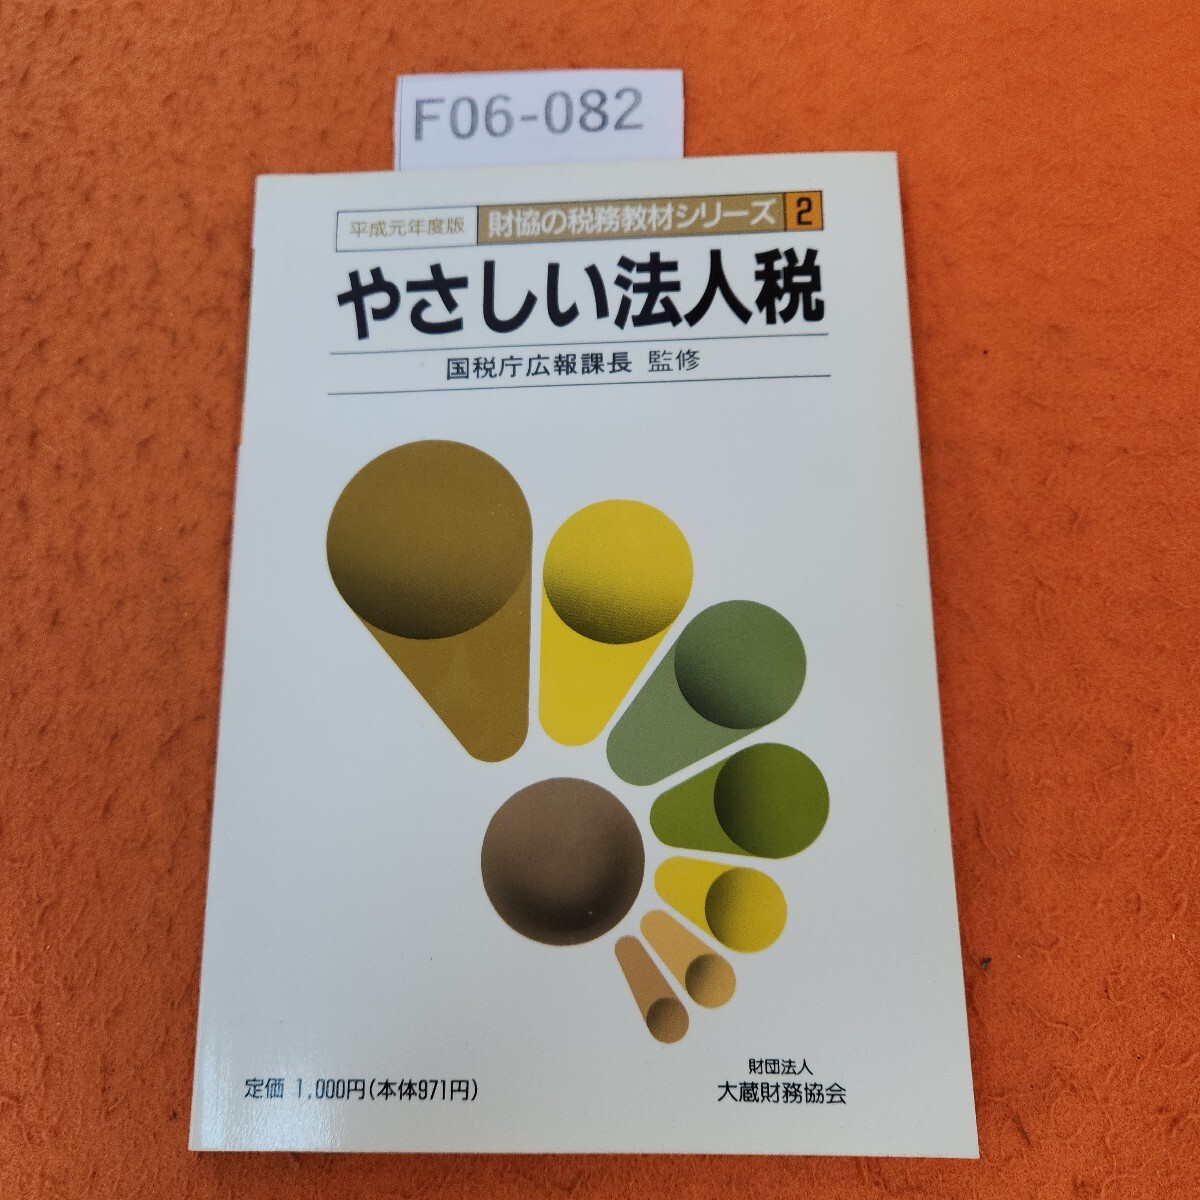 F06-082
平成元年度版 財協の税務教材シリーズ 2
やさしい法人税
国税庁広報課長 監修
定価 1,000円(本体971円)
財団法人
大蔵財務協会